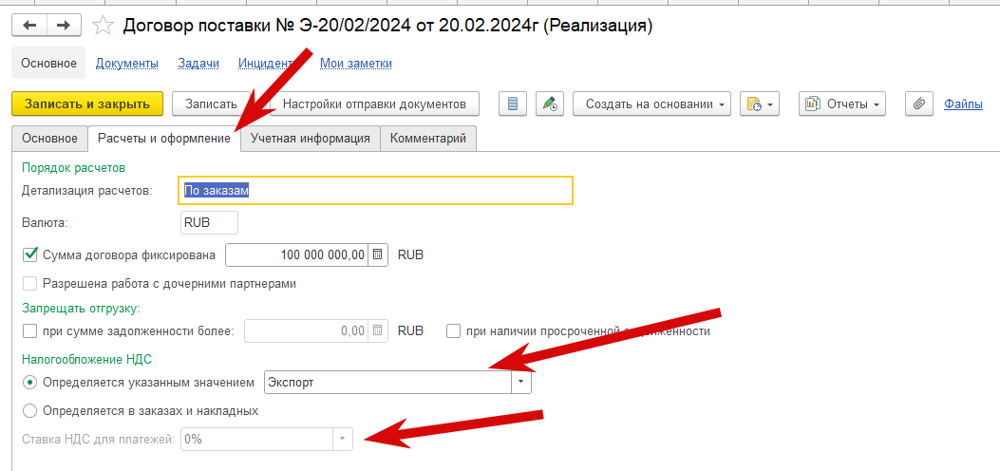 Договор поставки № Э-20/02/2024 от 20.02.2024г (Реализация)
Основное Документы Задачи Инцидент Мои заметки
Записать и закрыть Записать Настройки отправки документов Создать на основании Отчеты Файлы
Основное Расчеты и оформление Учетная информация Комментарий
Порядок расчетов
Детализация расчетов: По заказам
Валюта: RUB
Сумма договора фиксирована 100 000 000,00 RUB
Разрешена работа с дочерними партнерами
Запрещать отгрузку:
при сумме задолженности более: 0,00 RUB при наличии просроченной задолженности
Налогообложение НДС
Определяется указанным значением Экспорт
Определяется в заказах и накладных
Ставка НДС для платежей: 0%